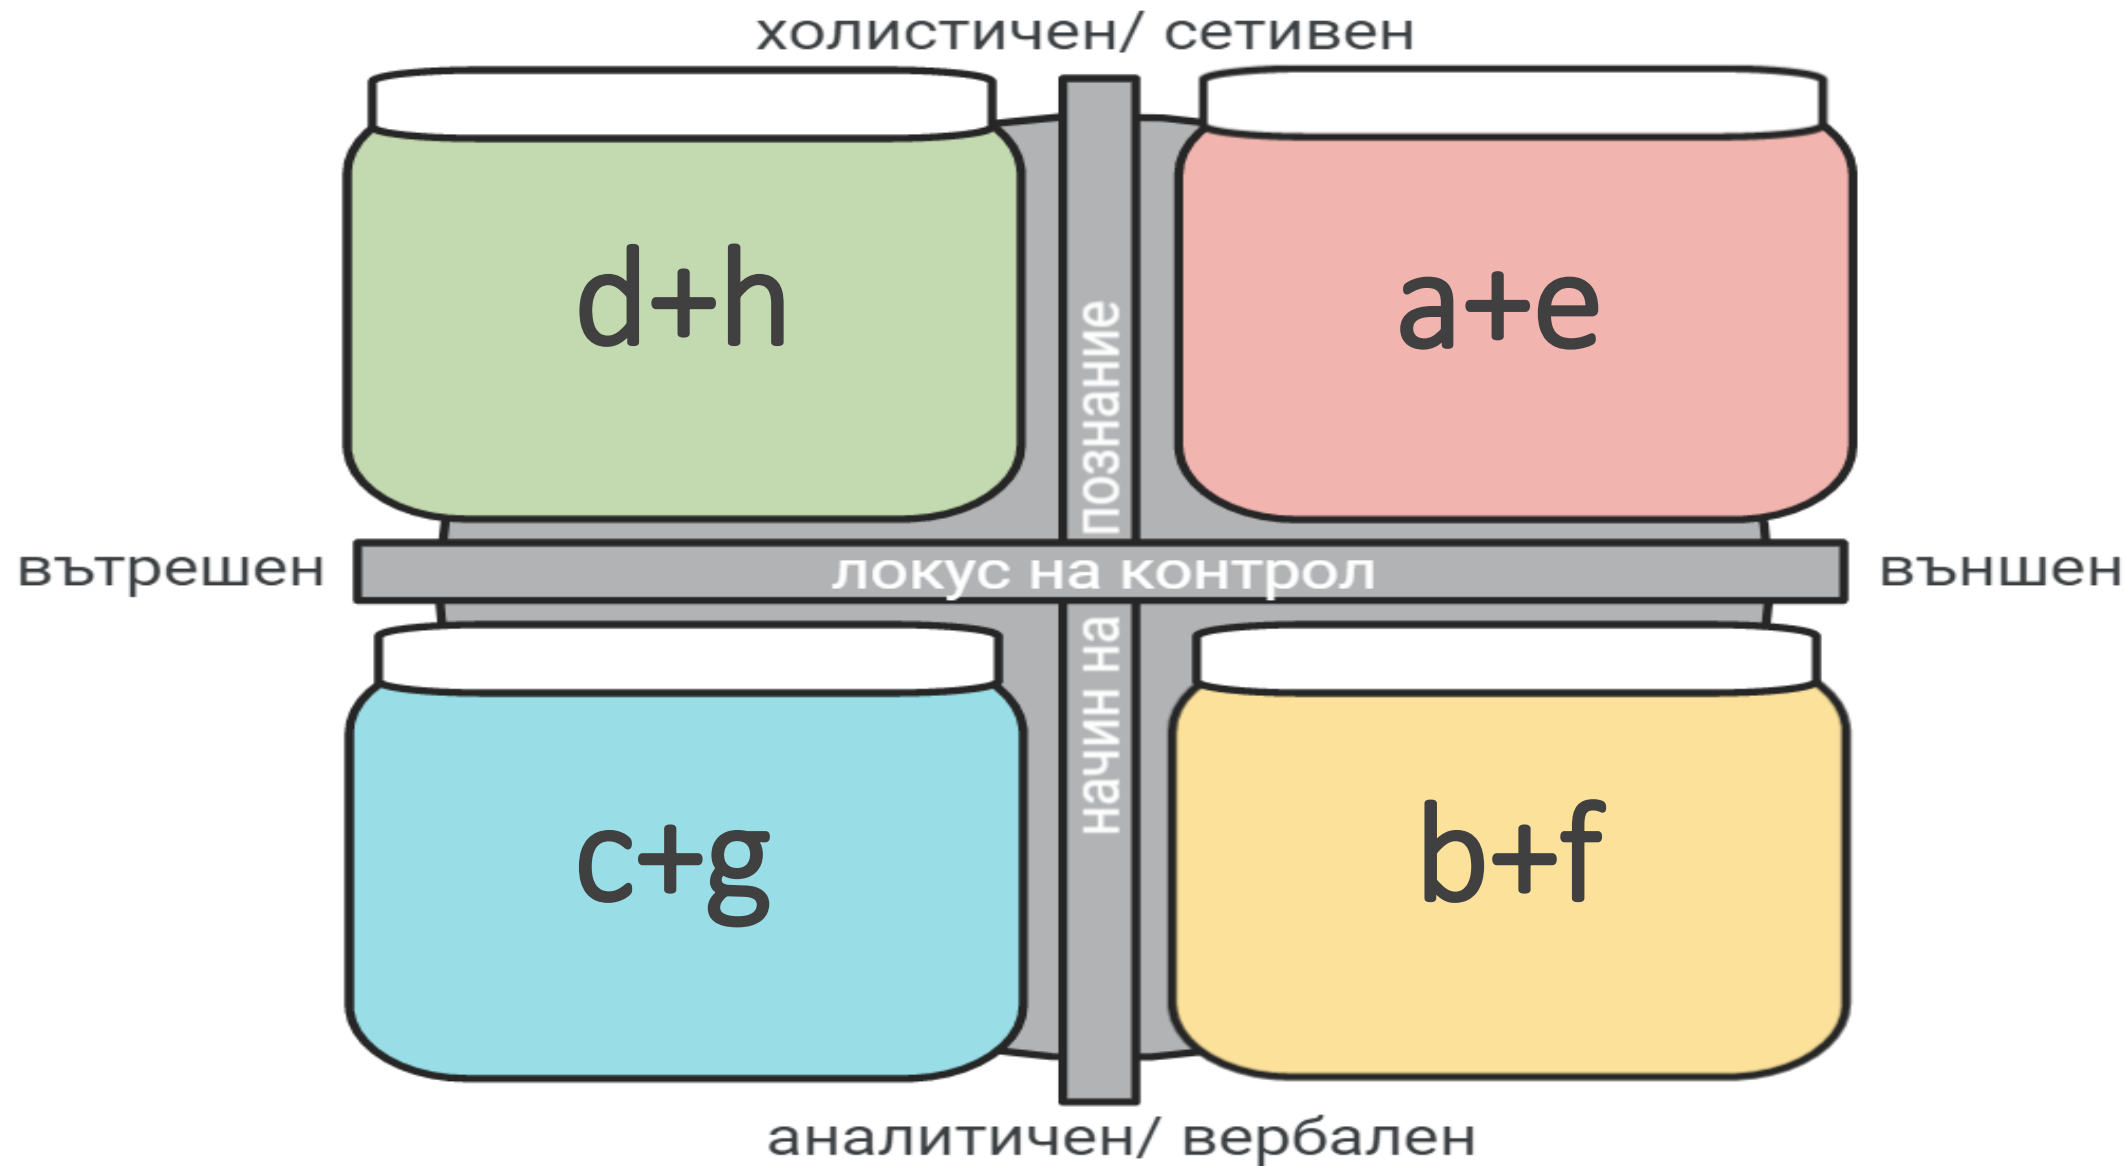 холистичен/ сетивен
d+h
a+e
начин на познание
вътрешен
локус на контрол
външен
c+g
b+f
аналитичен/ вербален